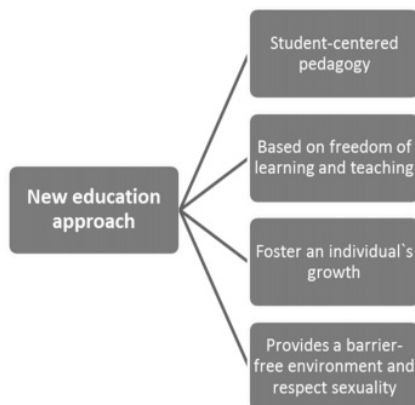 Student-centered
pedagogy
Based on freedom of
learning and teaching
New education
approach
Foster an individual`s
growth
Provides a barrier-
free environment and
respect sexuality